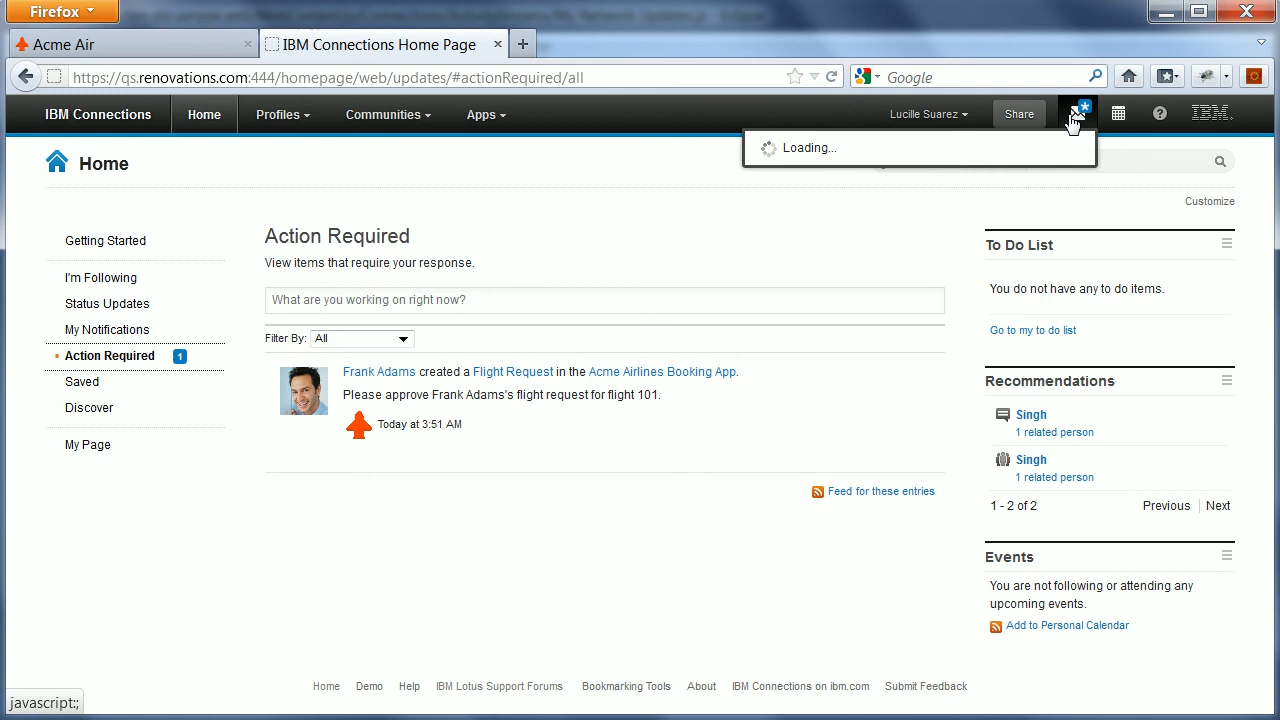 Firefox
Acme Air
IBM Connections Home Page
https://qs.renovations.com:444/homepage/web/updates/#actionRequired/all
Google
IBM Connections
Home
Profiles
Communities
Apps
Lucille Suarez
Share
IBM.
Loading...
Home
Customize
Getting Started
I'm Following
Status Updates
My Notifications
Action Required 1
Saved
Discover
My Page
Action Required
View items that require your response.
What are you working on right now?
Filter By: All
Frank Adams created a Flight Request in the Acme Airlines Booking App.
Please approve Frank Adams's flight request for flight 101.
Today at 3:51 AM
Feed for these entries
To Do List
You do not have any to do items.
Go to my to do list
Recommendations
Singh
1 related person
Singh
1 related person
1 - 2 of 2 Previous Next
Events
You are not following or attending any
upcoming events.
Add to Personal Calendar
Home Demo Help IBM Lotus Support Forums Bookmarking Tools About IBM Connections on ibm.com Submit Feedback
javascript:;